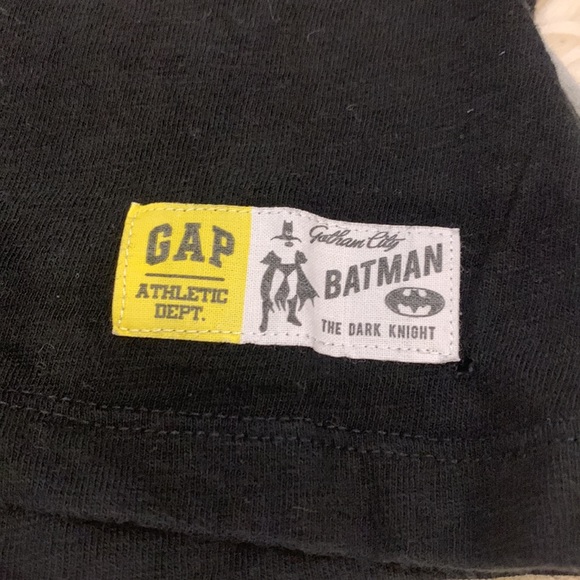 GAP
ATHLETIC
DEPT.
Gotham City
BATMAN
THE DARK KNIGHT